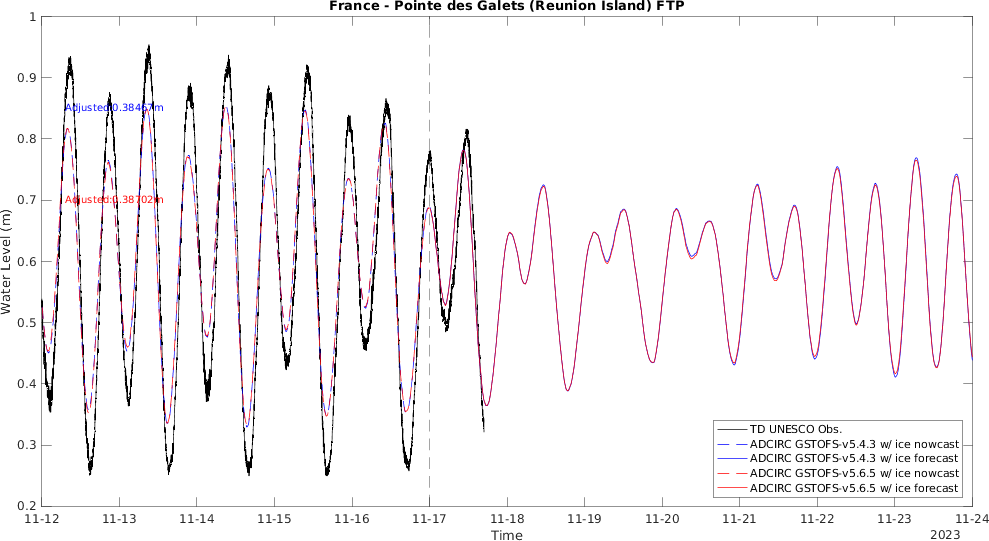 France - Pointe des Galets (Reunion Island) FTP
1
0.9
0.8
0.7
0.6
0.5
0.4
0.3
0.2
Water Level (m)
Adjusted:0.38467m
Adjusted:0.38702m
TD UNESCO Obs.
ADCIRC GSTOFS-v5.4.3 w/ ice nowcast
ADCIRC GSTOFS-v5.4.3 w/ ice forecast
ADCIRC GSTOFS-v5.6.5 w/ ice nowcast
ADCIRC GSTOFS-v5.6.5 w/ ice forecast
11-12 11-13 11-14 11-15 11-16 11-17 11-18 11-19 11-20 11-21 11-22 11-23 11-24
Time
2023